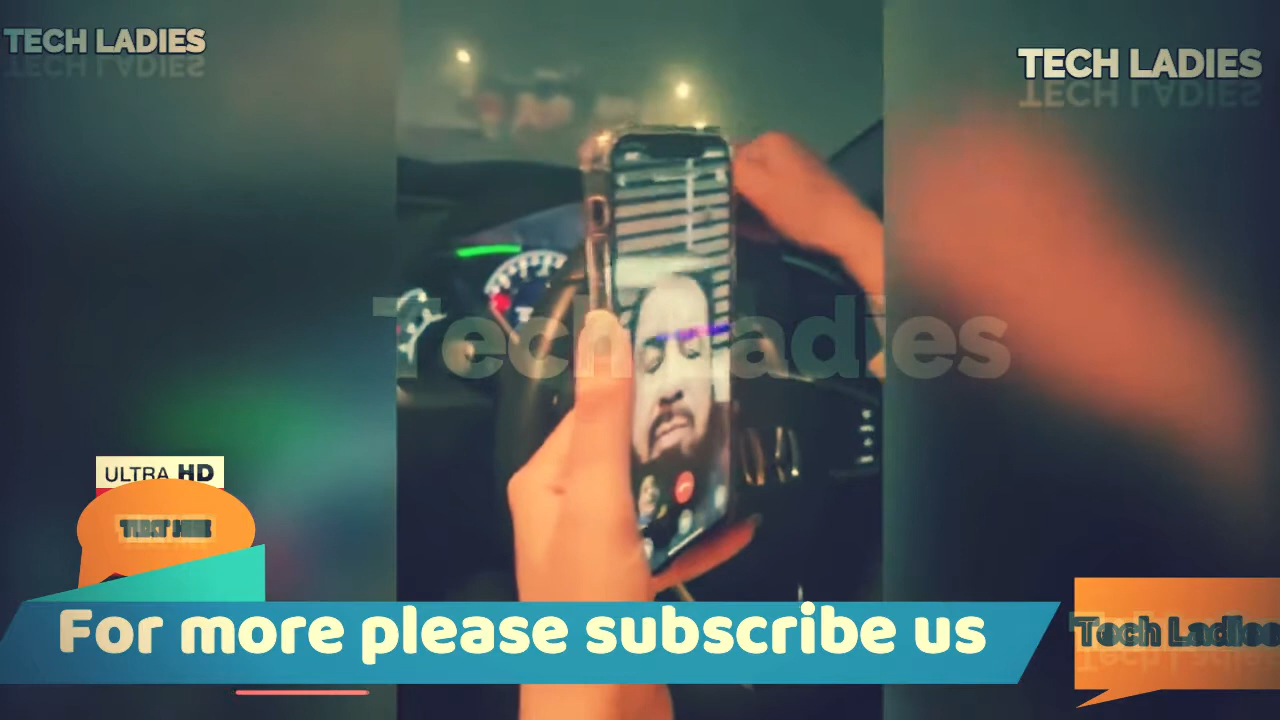 TECH LADIES
TECH LADIES
Tech Ladies
ULTRA HD
For more please subscribe us
Tech Ladies